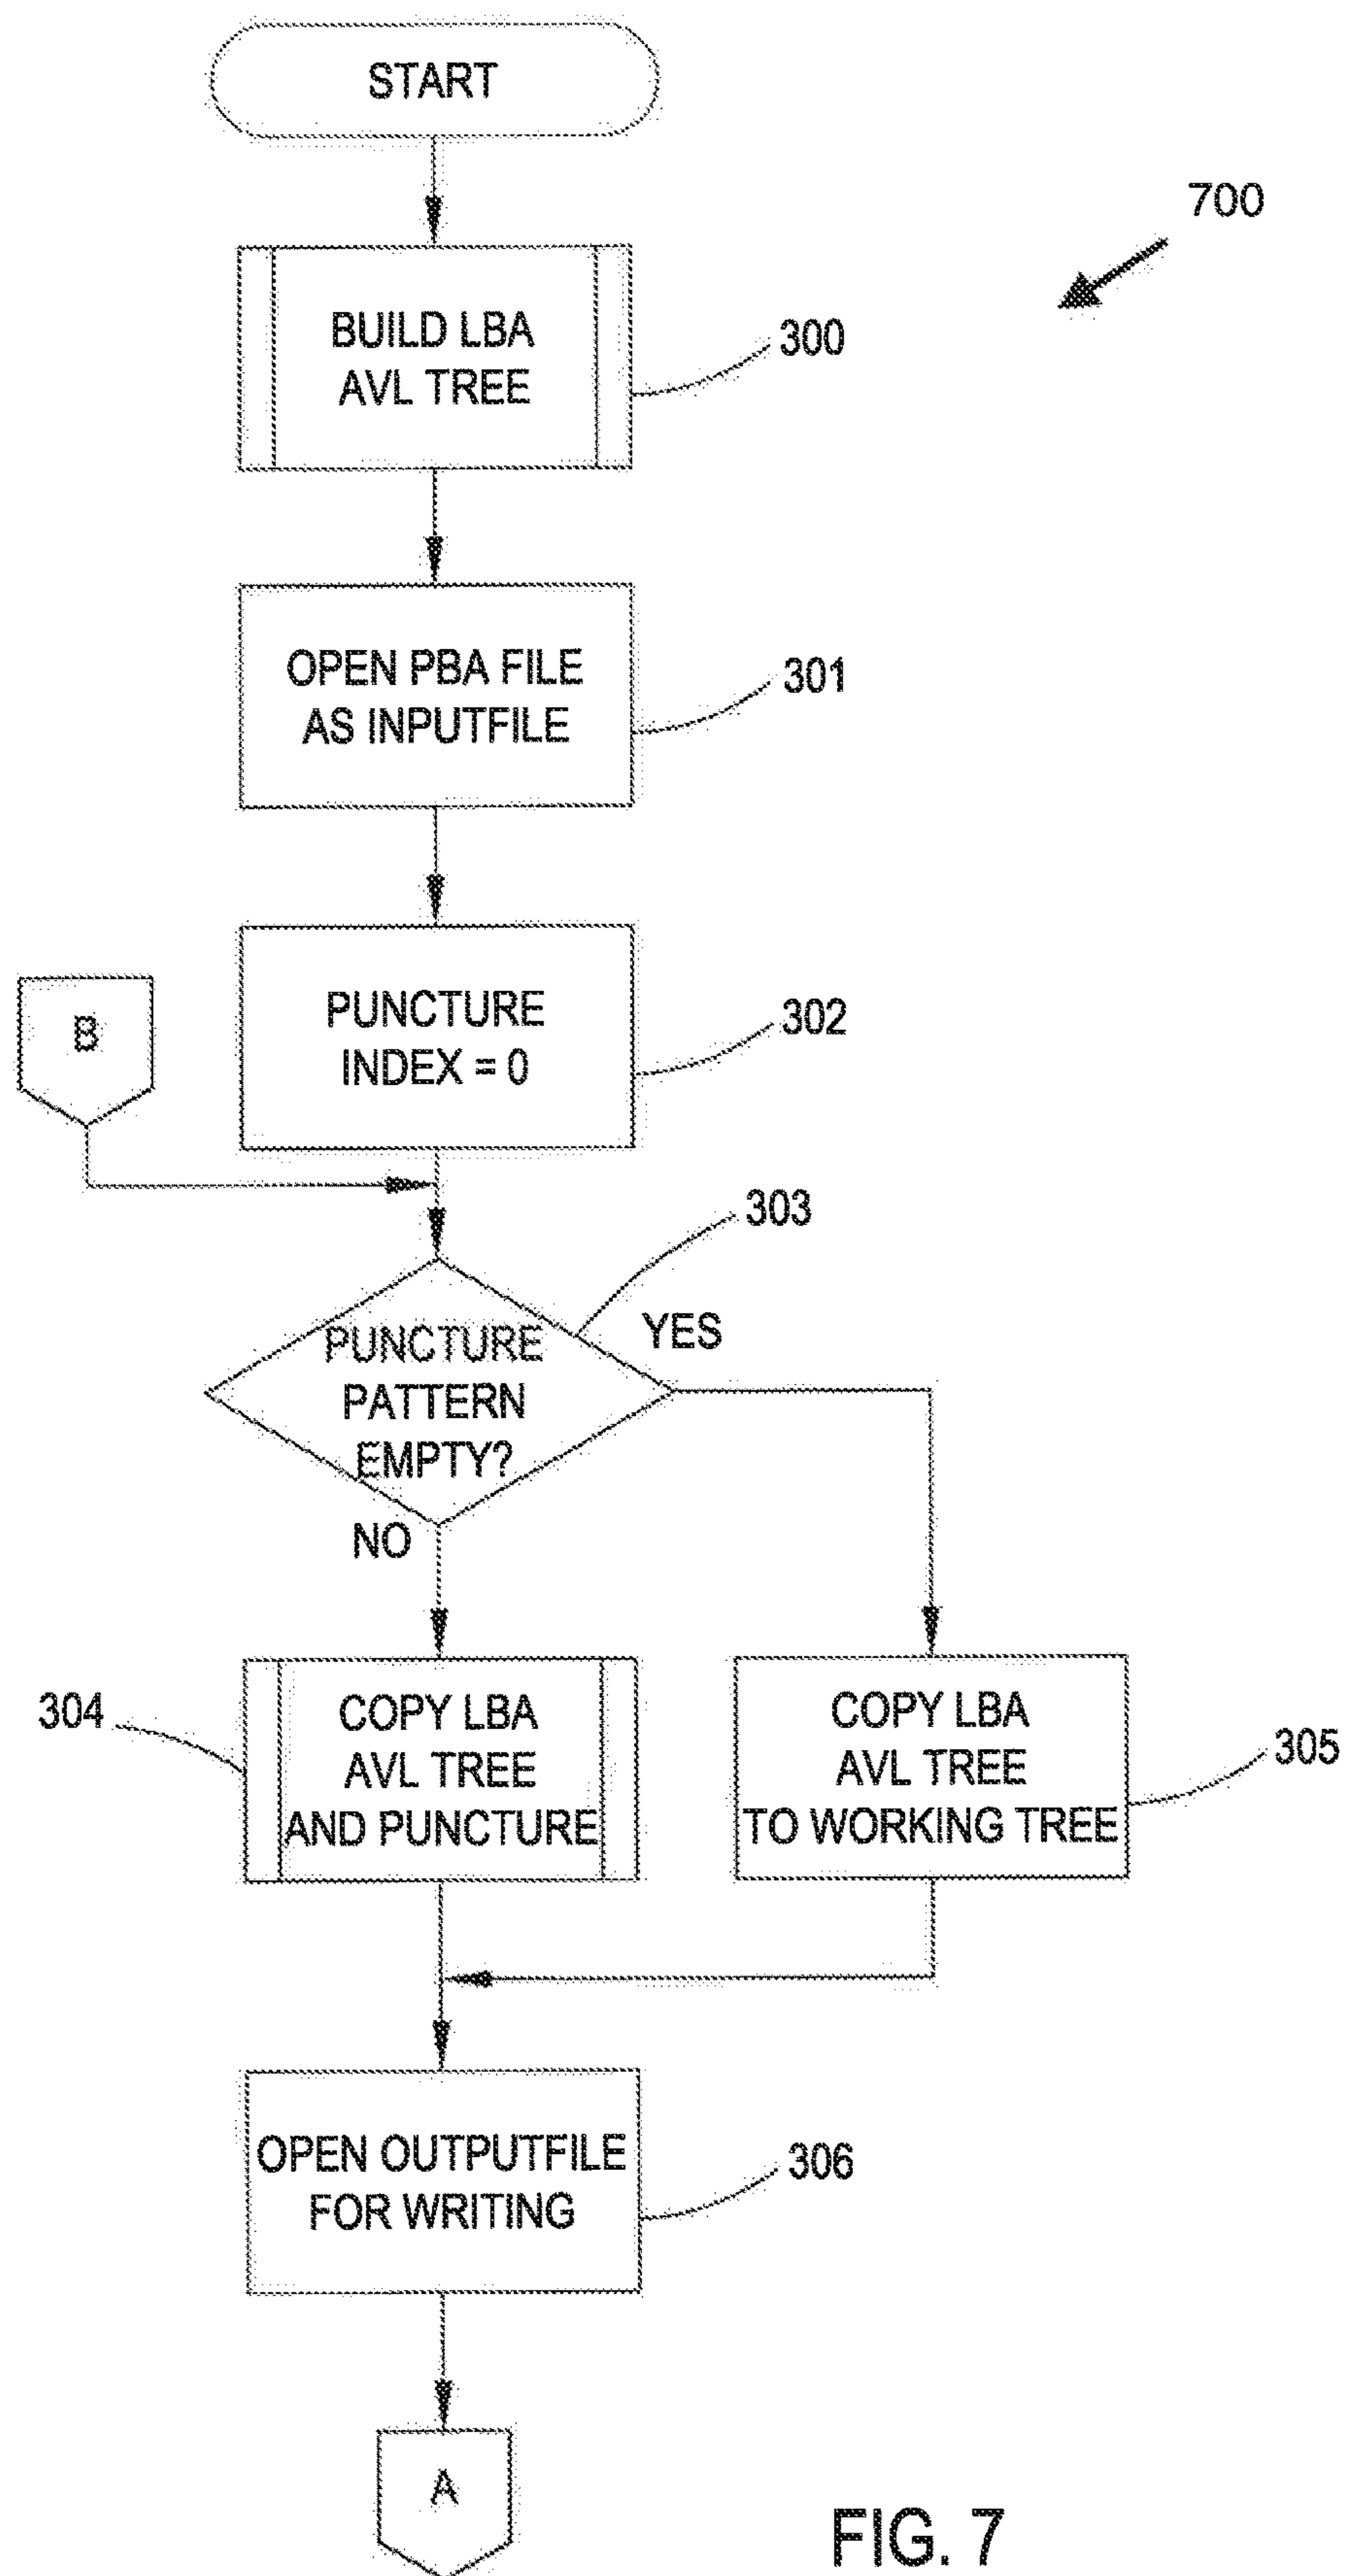 START
700
BUILD LBA
AVL TREE
300
OPEN PBA FILE
AS INPUTFILE
301
B
PUNCTURE
INDEX = 0
302
303
YES
PUNCTURE
PATTERN
EMPTY?
NO
304
COPY LBA
AVL TREE
AND PUNCTURE
COPY LBA
AVL TREE
TO WORKING TREE
305
OPEN OUTPUTFILE
FOR WRITING
306
A
FIG. 7